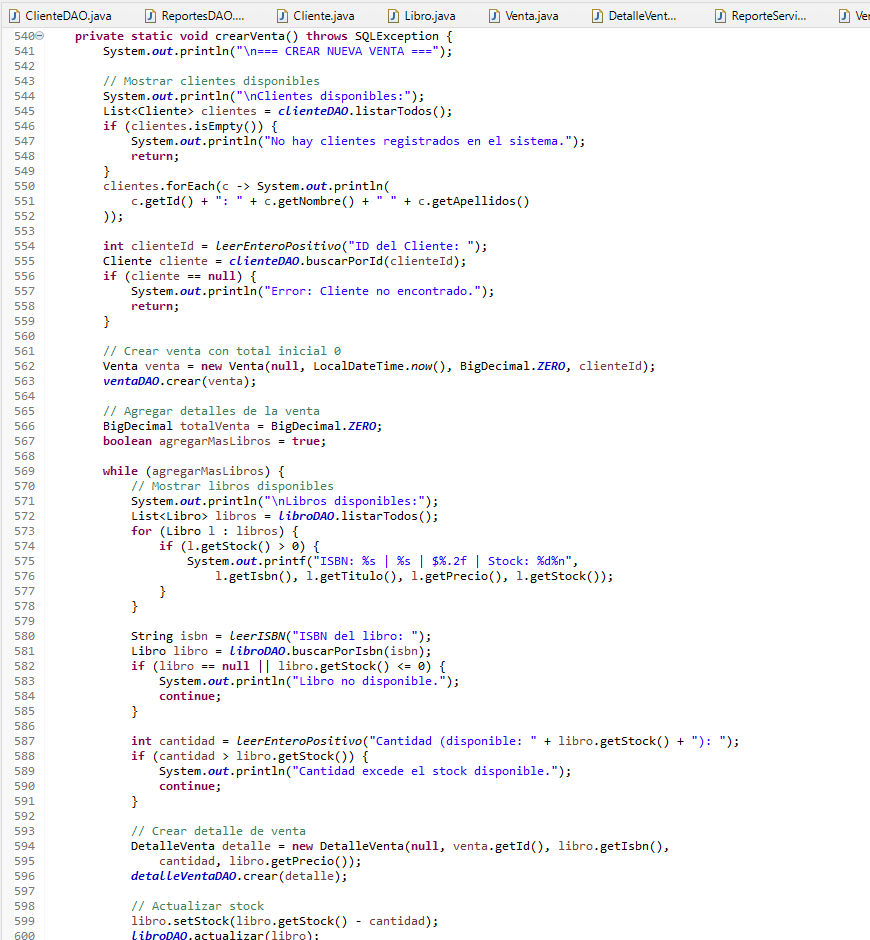 ClienteDAO.java ReportesDAO.... Cliente.java Libro.java Venta.java DetalleVent... ReporteServi... Ver
540 private static void crearVenta() throws SQLException {
541 System.out.println("\n=== CREAR NUEVA VENTA ===");
542
543 // Mostrar clientes disponibles
544 System.out.println("\nClientes disponibles:");
545 List<Cliente> clientes = clienteDAO.listarTodos();
546 if (clientes.isEmpty()) {
547 System.out.println("No hay clientes registrados en el sistema.");
548 return;
549 }
550 clientes.forEach(c -> System.out.println(
551 c.getId() + ": " + c.getNombre() + " " + c.getApellidos()
552 ));
553
554 int clienteId = leerEnteroPositivo("ID del Cliente: ");
555 Cliente cliente = clienteDAO.buscarPorId(clienteId);
556 if (cliente == null) {
557 System.out.println("Error: Cliente no encontrado.");
558 return;
559 }
560
561 // Crear venta con total inicial 0
562 Venta venta = new Venta(null, LocalDateTime.now(), BigDecimal.ZERO, clienteId);
563 ventaDAO.crear(venta);
564
565 // Agregar detalles de la venta
566 BigDecimal totalVenta = BigDecimal.ZERO;
567 boolean agregarMasLibros = true;
568
569 while (agregarMasLibros) {
570 // Mostrar libros disponibles
571 System.out.println("\nLibros disponibles:");
572 List<Libro> libros = libroDAO.listarTodos();
573 for (Libro l : libros) {
574 if (l.getStock() > 0) {
575 System.out.printf("ISBN: %s | %s | $%.2f | Stock: %d%n",
576 l.getIsbn(), l.getTitulo(), l.getPrecio(), l.getStock());
577 }
578 }
579
580 String isbn = leerISBN("ISBN del libro: ");
581 Libro libro = libroDAO.buscarPorIsbn(isbn);
582 if (libro == null || libro.getStock() <= 0) {
583 System.out.println("Libro no disponible.");
584 continue;
585 }
586
587 int cantidad = leerEnteroPositivo("Cantidad (disponible: " + libro.getStock() + "): ");
588 if (cantidad > libro.getStock()) {
589 System.out.println("Cantidad excede el stock disponible.");
590 continue;
591 }
592
593 // Crear detalle de venta
594 DetalleVenta detalle = new DetalleVenta(null, venta.getId(), libro.getIsbn(),
595 cantidad, libro.getPrecio());
596 detalleVentaDAO.crear(detalle);
597
598 // Actualizar stock
599 libro.setStock(libro.getStock() - cantidad);
600 libroDAO.actualizar(libro);